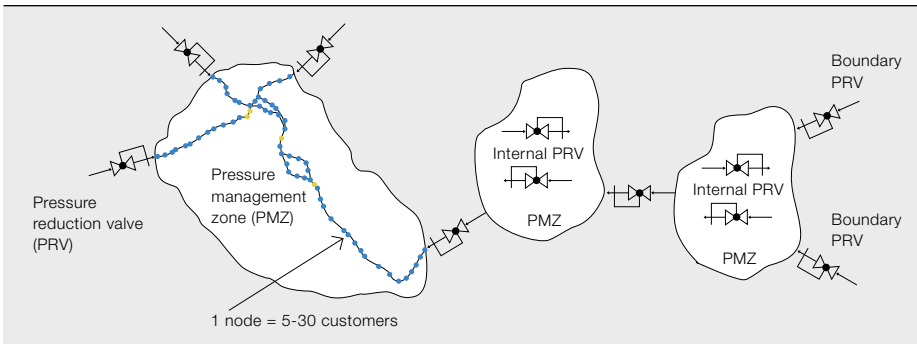 Pressure
reduction valve
(PRV)
Pressure
management
zone (PMZ)
1 node = 5-30 customers
Internal PRV
PMZ
Internal PRV
PMZ
Boundary
PRV
Boundary
PRV